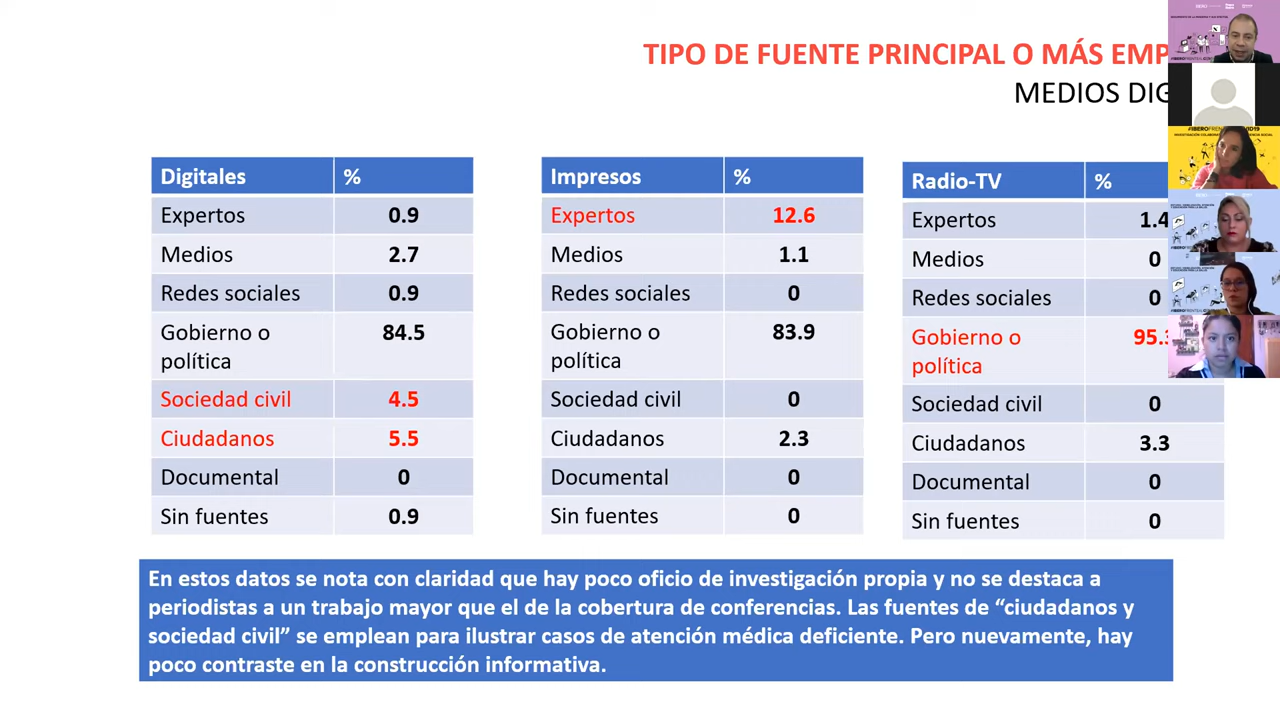 TIPO DE FUENTE PRINCIPAL O MÁS EMP
MEDIOS DIG
Digitales %
Expertos 0.9
Medios 2.7
Redes sociales 0.9
Gobierno o política 84.5
Sociedad civil 4.5
Ciudadanos 5.5
Documental 0
Sin fuentes 0.9
Impresos %
Expertos 12.6
Medios 1.1
Redes sociales 0
Gobierno o política 83.9
Sociedad civil 0
Ciudadanos 2.3
Documental 0
Sin fuentes 0
Radio-TV %
Expertos 1.4
Medios 0
Redes sociales 0
Gobierno o política 95.3
Sociedad civil 0
Ciudadanos 3.3
Documental 0
Sin fuentes 0
En estos datos se nota con claridad que hay poco oficio de investigación propia y no se destaca a
periodistas a un trabajo mayor que el de la cobertura de conferencias. Las fuentes de “ciudadanos y
sociedad civil” se emplean para ilustrar casos de atención médica deficiente. Pero nuevamente, hay
poco contraste en la construcción informativa.